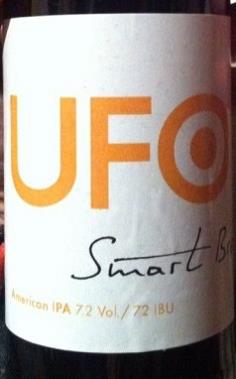 UFO
Smart
American IPA 7.2 Vol./ 72 IBU